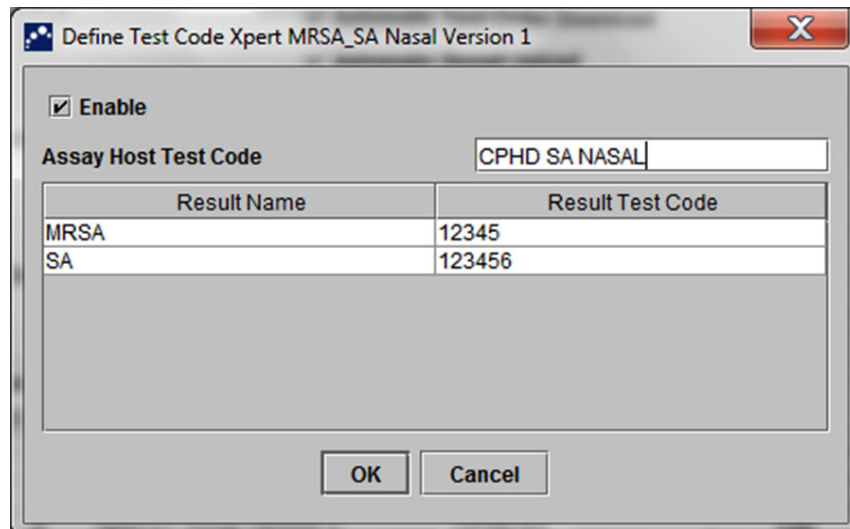 Define Test Code Xpert MRSA_SA Nasal Version 1
Enable
Assay Host Test Code CPHD SA NASAL
Result Name Result Test Code
MRSA 12345
SA 123456
OK Cancel